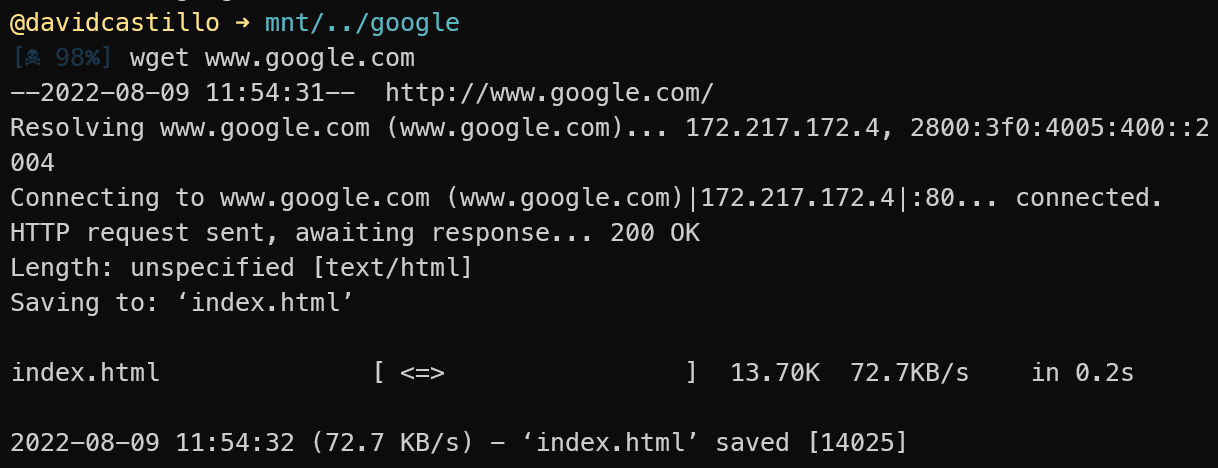 @davidcastillo ➜ mnt/../google
[☠ 98%] wget www.google.com
--2022-08-09 11:54:31--  http://www.google.com/
Resolving www.google.com (www.google.com)... 172.217.172.4, 2800:3f0:4005:400::2
004
Connecting to www.google.com (www.google.com)|172.217.172.4|:80... connected.
HTTP request sent, awaiting response... 200 OK
Length: unspecified [text/html]
Saving to: ‘index.html’
index.html              [ <=>                ]  13.70K  72.7KB/s    in 0.2s
2022-08-09 11:54:32 (72.7 KB/s) - ‘index.html’ saved [14025]